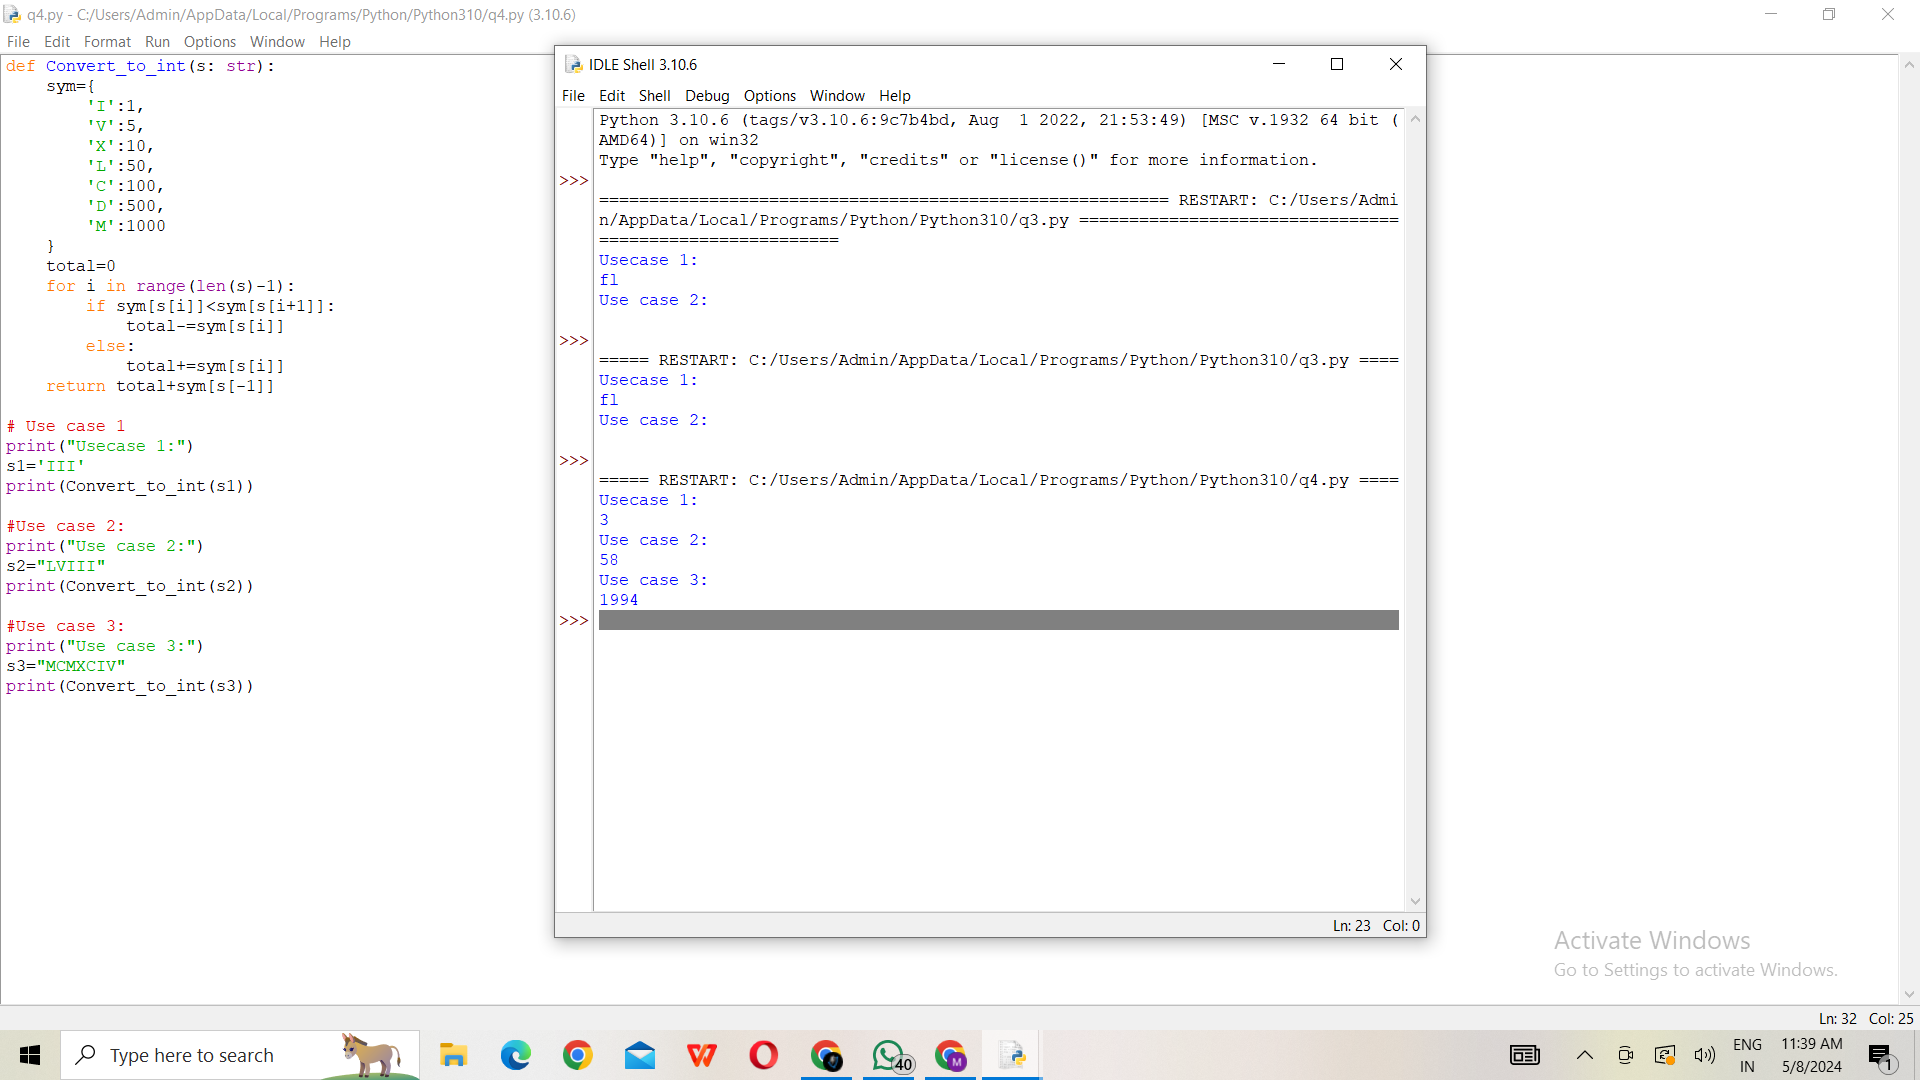 q4.py - C:/Users/Admin/AppData/Local/Programs/Python/Python310/q4.py (3.10.6)
File Edit Format Run Options Window Help
def Convert_to_int(s: str):
    sym={
        'I':1,
        'V':5,
        'X':10,
        'L':50,
        'C':100,
        'D':500,
        'M':1000
    }
    total=0
    for i in range(len(s)-1):
        if sym[s[i]]<sym[s[i+1]]:
            total-=sym[s[i]]
        else:
            total+=sym[s[i]]
    return total+sym[s[-1]]
# Use case 1
print("Usecase 1:")
s1='III'
print(Convert_to_int(s1))
#Use case 2:
print("Use case 2:")
s2="LVIII"
print(Convert_to_int(s2))
#Use case 3:
print("Use case 3:")
s3="MCMXCIV"
print(Convert_to_int(s3))
IDLE Shell 3.10.6
File Edit Shell Debug Options Window Help
Python 3.10.6 (tags/v3.10.6:9c7b4bd, Aug  1 2022, 21:53:49) [MSC v.1932 64 bit (
AMD64)] on win32
Type "help", "copyright", "credits" or "license()" for more information.
>>>
========================================================= RESTART: C:/Users/Admi
n/AppData/Local/Programs/Python/Python310/q3.py ================================
========================
Usecase 1:
fl
Use case 2:
>>>
===== RESTART: C:/Users/Admin/AppData/Local/Programs/Python/Python310/q3.py ====
Usecase 1:
fl
Use case 2:
>>>
===== RESTART: C:/Users/Admin/AppData/Local/Programs/Python/Python310/q4.py ====
Usecase 1:
3
Use case 2:
58
Use case 3:
1994
>>>
Ln: 23 Col: 0
Activate Windows
Go to Settings to activate Windows.
Ln: 32 Col: 25
Type here to search
40
M
ENG
IN
11:39 AM
5/8/2024
1